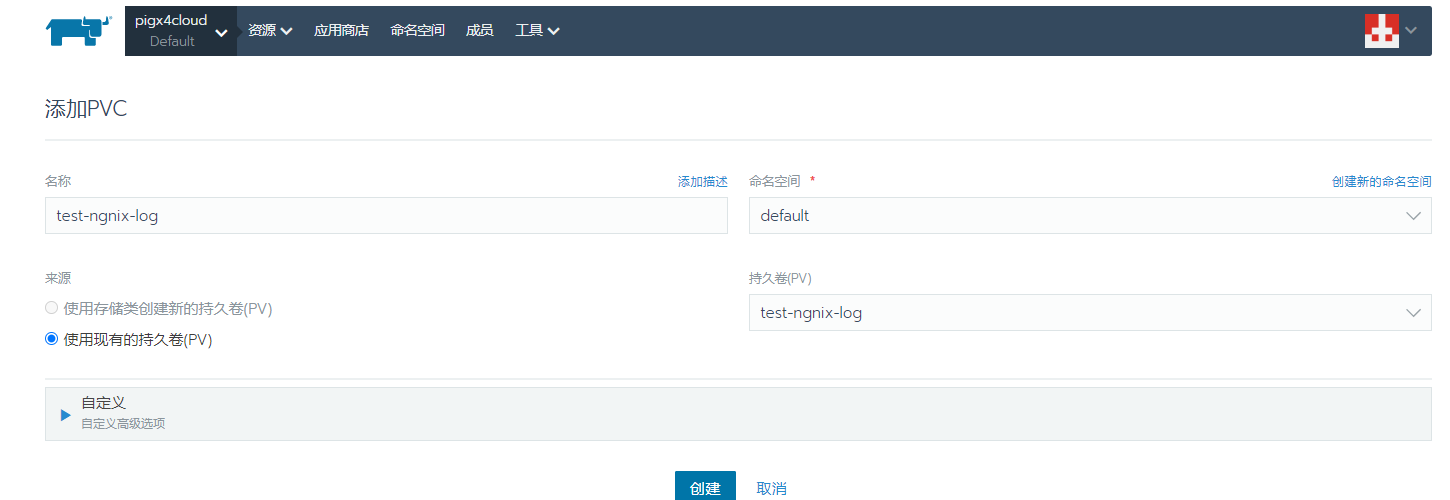 pigx4cloud
Default
资源 应用商店 命名空间 成员 工具
添加PVC
名称 添加描述 命名空间 * 创建新的命名空间
test-ngnix-log default
来源 持久卷(PV)
使用存储类创建新的持久卷(PV) test-ngnix-log
使用现有的持久卷(PV)
自定义
自定义高级选项
创建 取消